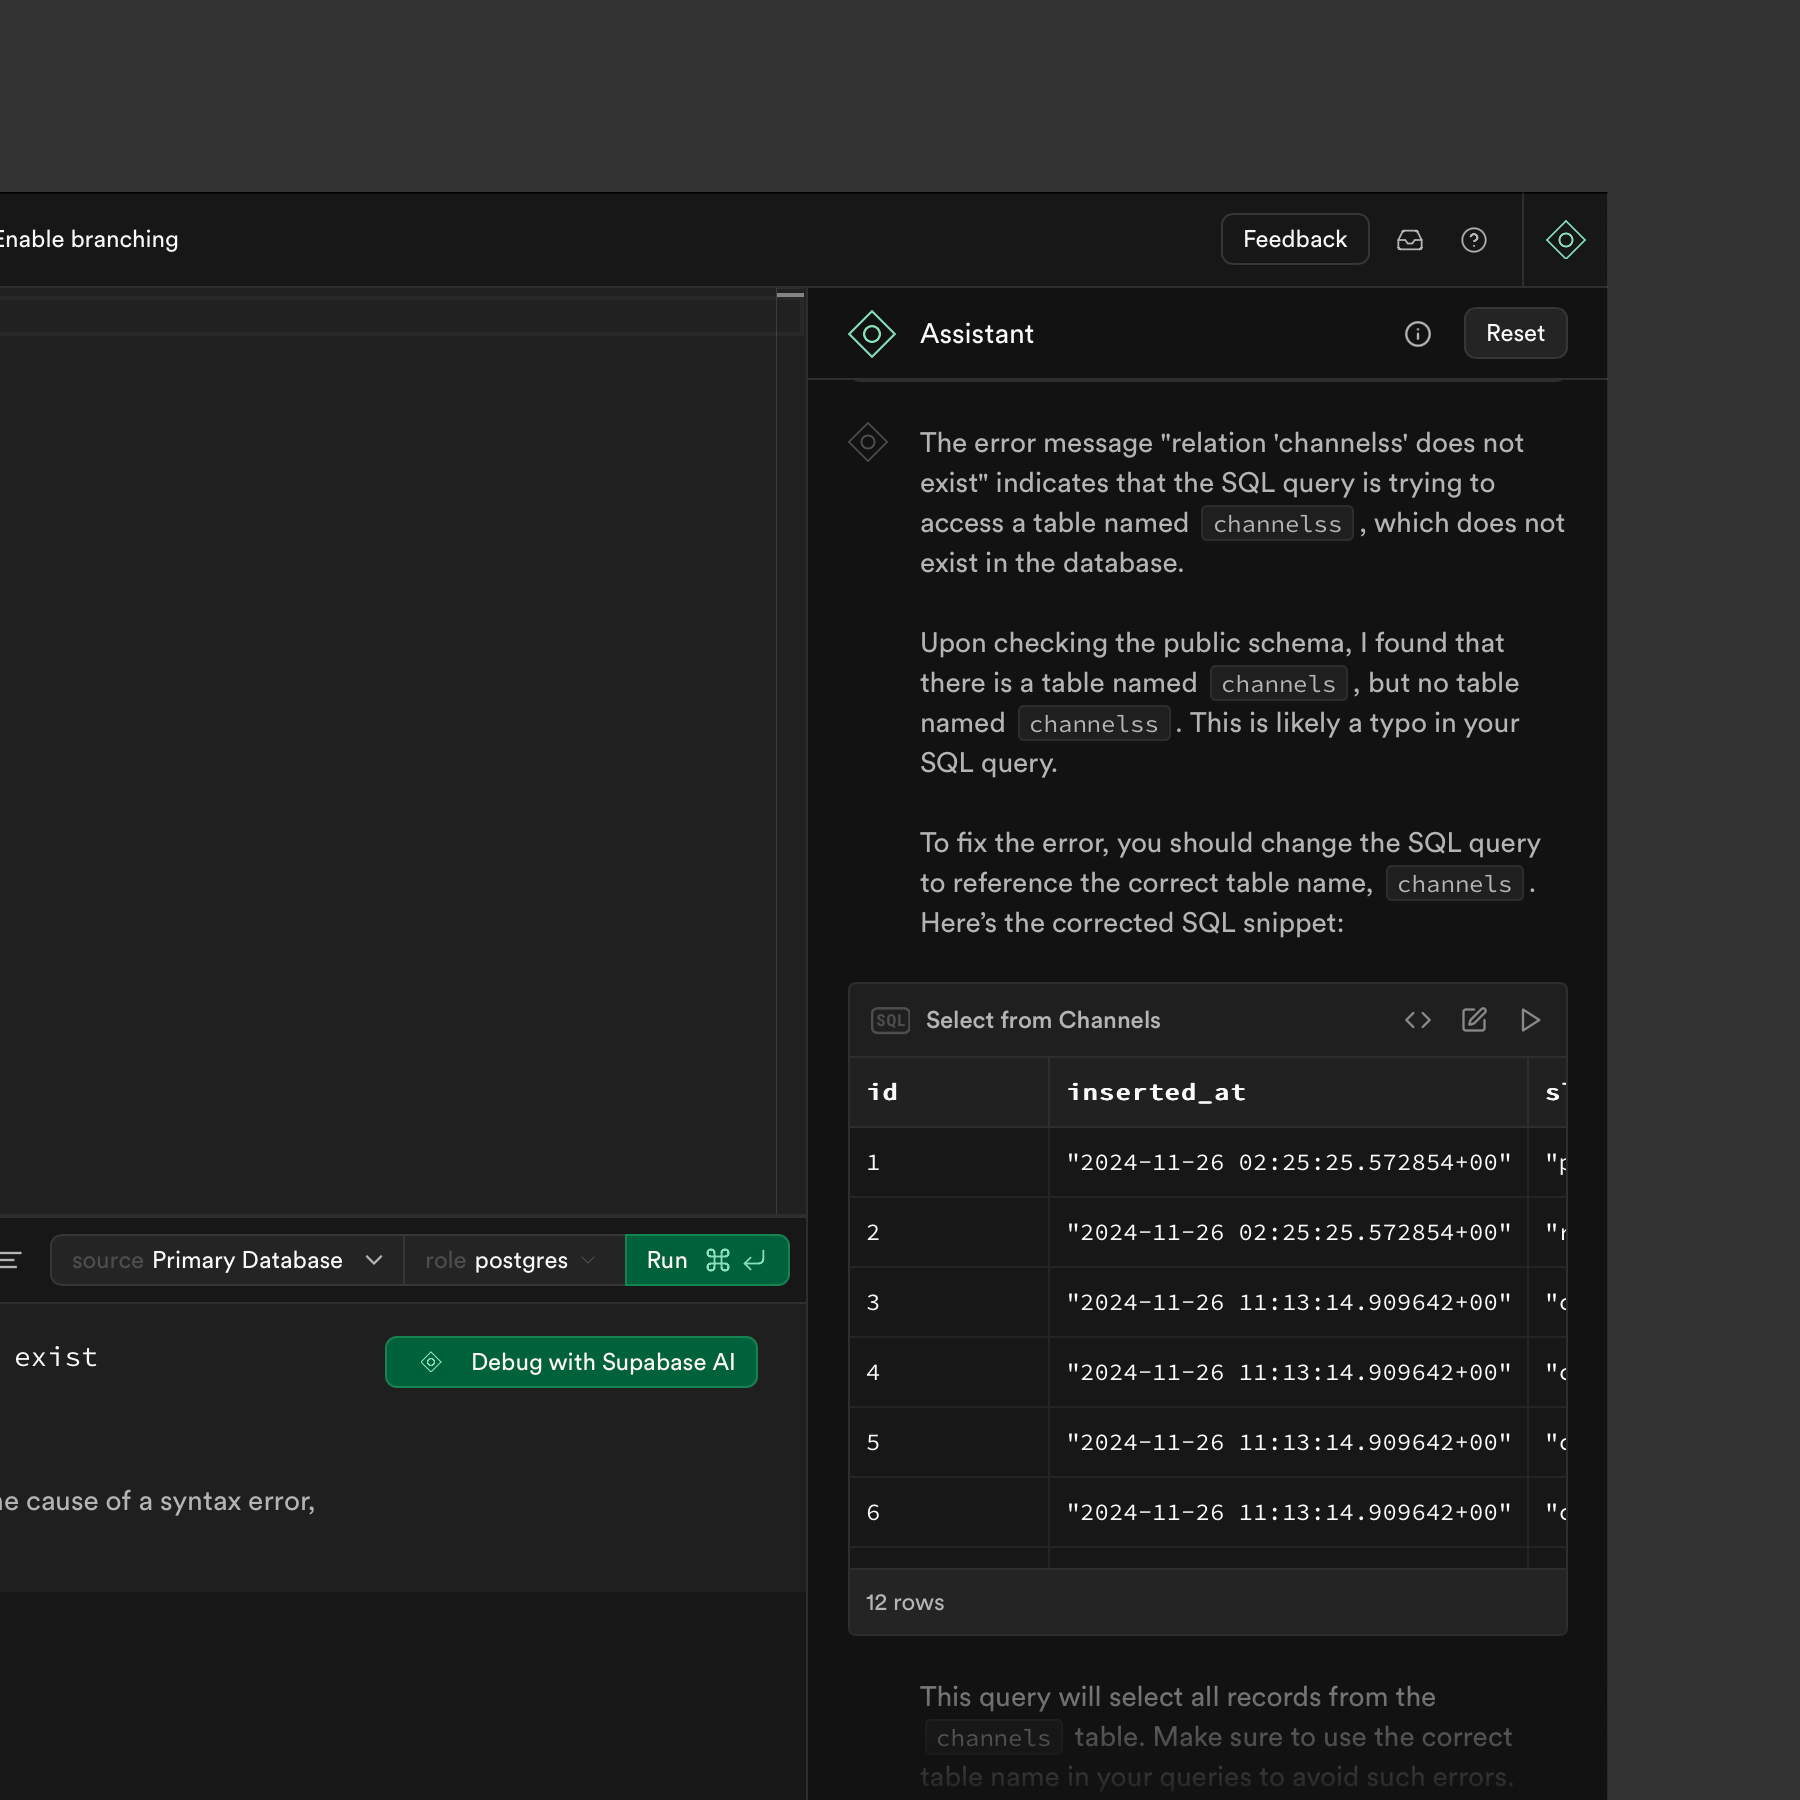 Enable branching
Feedback
Assistant
Reset
The error message "relation 'channelss' does not
exist" indicates that the SQL query is trying to
access a table named channelss, which does not
exist in the database.
Upon checking the public schema, I found that
there is a table named channels, but no table
named channelss. This is likely a typo in your
SQL query.
To fix the error, you should change the SQL query
to reference the correct table name, channels.
Here’s the corrected SQL snippet:
SQL Select from Channels
id inserted_at
1 "2024-11-26 02:25:25.572854+00"
2 "2024-11-26 02:25:25.572854+00"
3 "2024-11-26 11:13:14.909642+00"
4 "2024-11-26 11:13:14.909642+00"
5 "2024-11-26 11:13:14.909642+00"
6 "2024-11-26 11:13:14.909642+00"
12 rows
This query will select all records from the
channels table. Make sure to use the correct
table name in your queries to avoid such errors.
source Primary Database role postgres Run ⌘ ↵
exist
Debug with Supabase AI
cause of a syntax error,